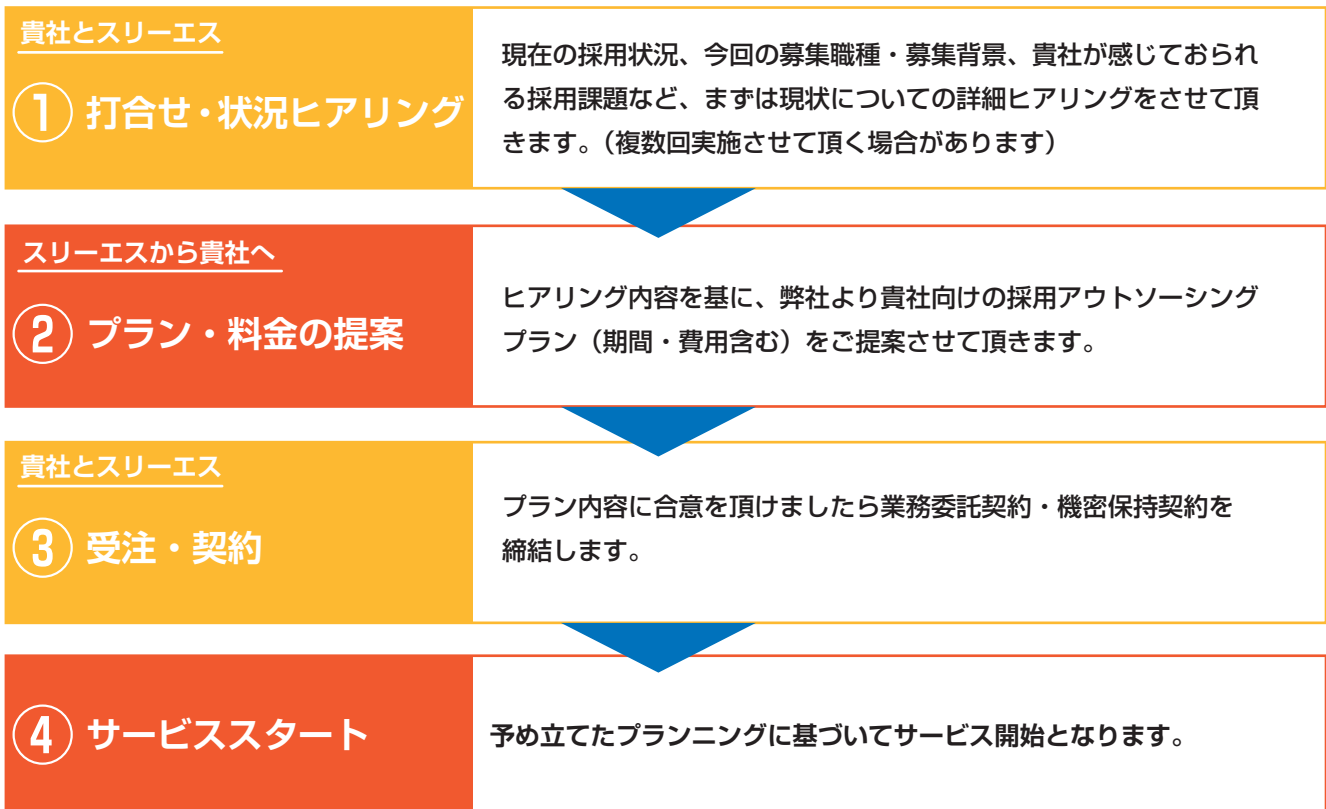 貴社とスリーエス
① 打合せ・状況ヒアリング
現在の採用状況、今回の募集職種・募集背景、貴社が感じておられ
る採用課題など、まずは現状についての詳細ヒアリングをさせて頂
きます。（複数回実施させて頂く場合があります）
スリーエスから貴社へ
② プラン・料金の提案
ヒアリング内容を基に、弊社より貴社向けの採用アウトソーシング
プラン（期間・費用含む）をご提案させて頂きます。
貴社とスリーエス
③ 受注・契約
プラン内容に合意を頂けましたら業務委託契約・機密保持契約を
締結します。
④ サービススタート
予め立てたプランニングに基づいてサービス開始となります。